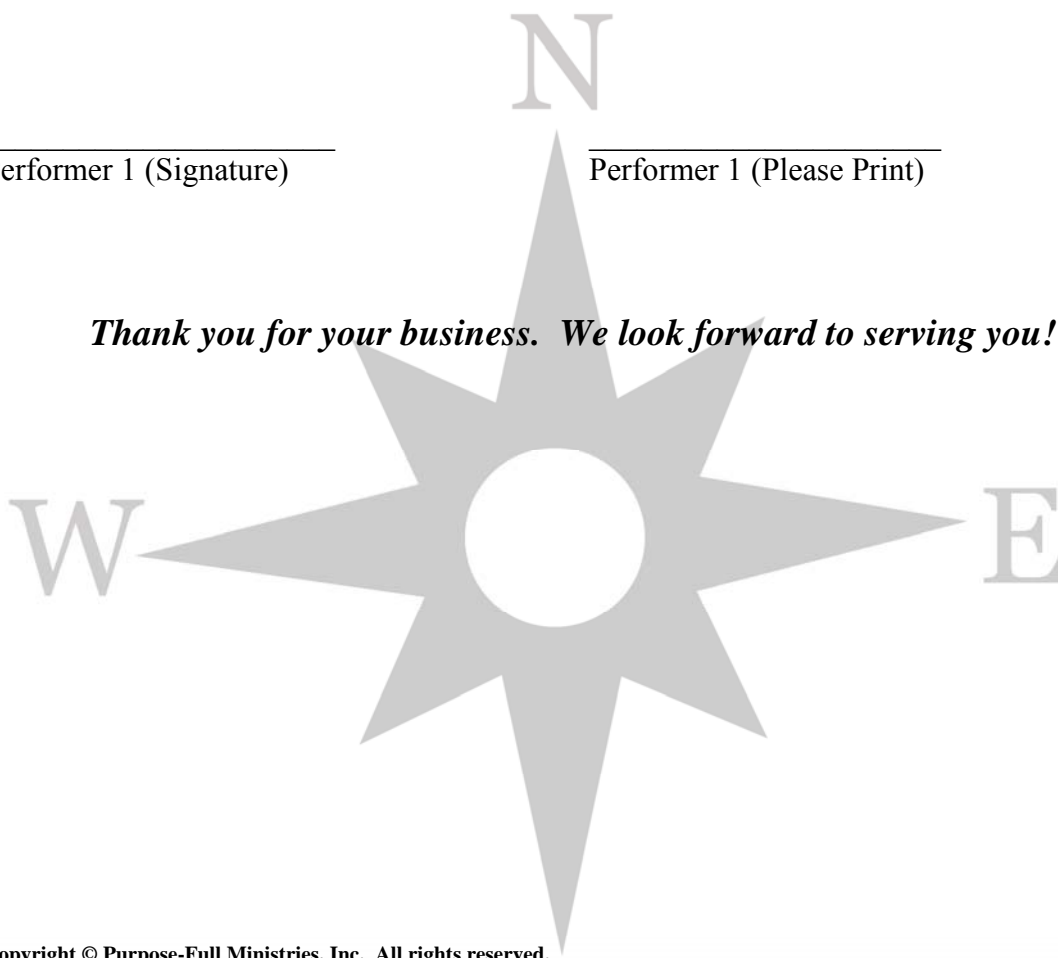 N
erformer 1 (Signature) Performer 1 (Please Print)
Thank you for your business. We look forward to serving you!
W E
opyright © Purpose-Full Ministries, Inc. All rights reserved.